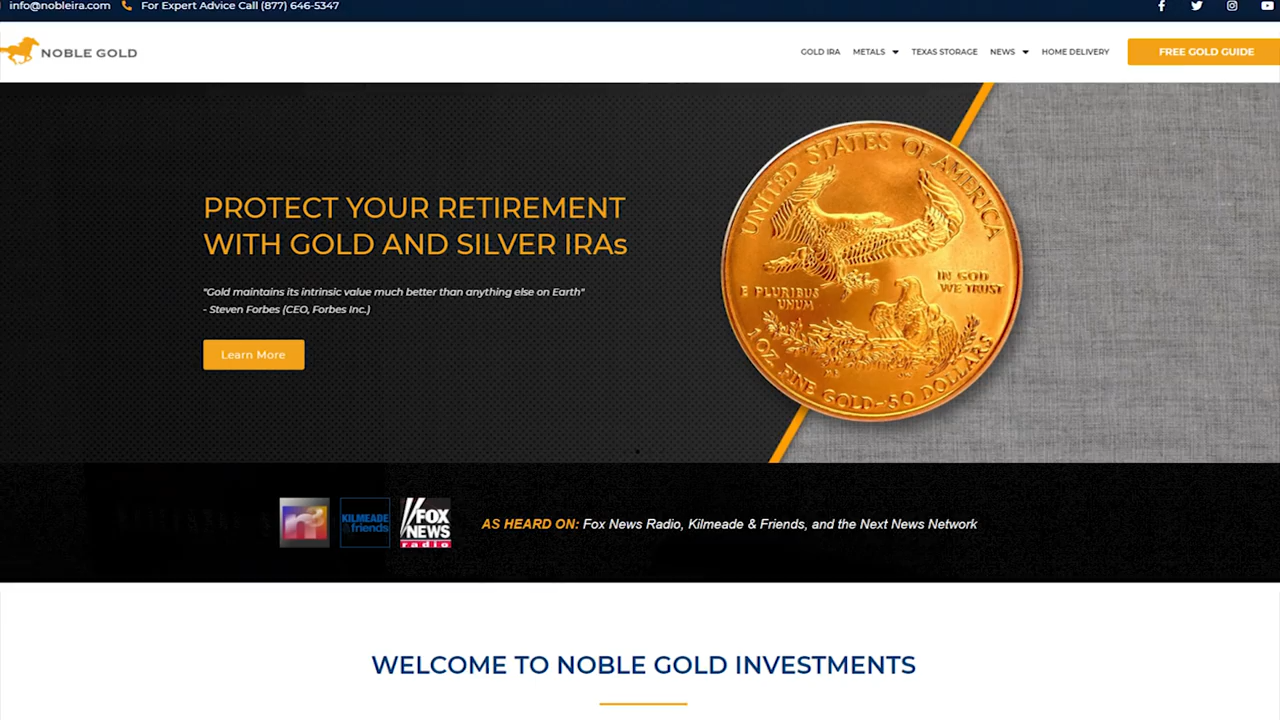 info@nobleira.com For Expert Advice Call (877) 646-5347
NOBLE GOLD
GOLD IRA METALS TEXAS STORAGE NEWS HOME DELIVERY FREE GOLD GUIDE
PROTECT YOUR RETIREMENT
WITH GOLD AND SILVER IRAs
"Gold maintains its intrinsic value much better than anything else on Earth"
- Steven Forbes (CEO, Forbes Inc.)
Learn More
UNITED STATES OF AMERICA
IN GOD
WE TRUST
E PLURIBUS
UNUM
1 OZ. FINE GOLD-50 DOLLARS
KILMEADE
&friends
FOX
NEWS
radio
AS HEARD ON: Fox News Radio, Kilmeade & Friends, and the Next News Network
WELCOME TO NOBLE GOLD INVESTMENTS